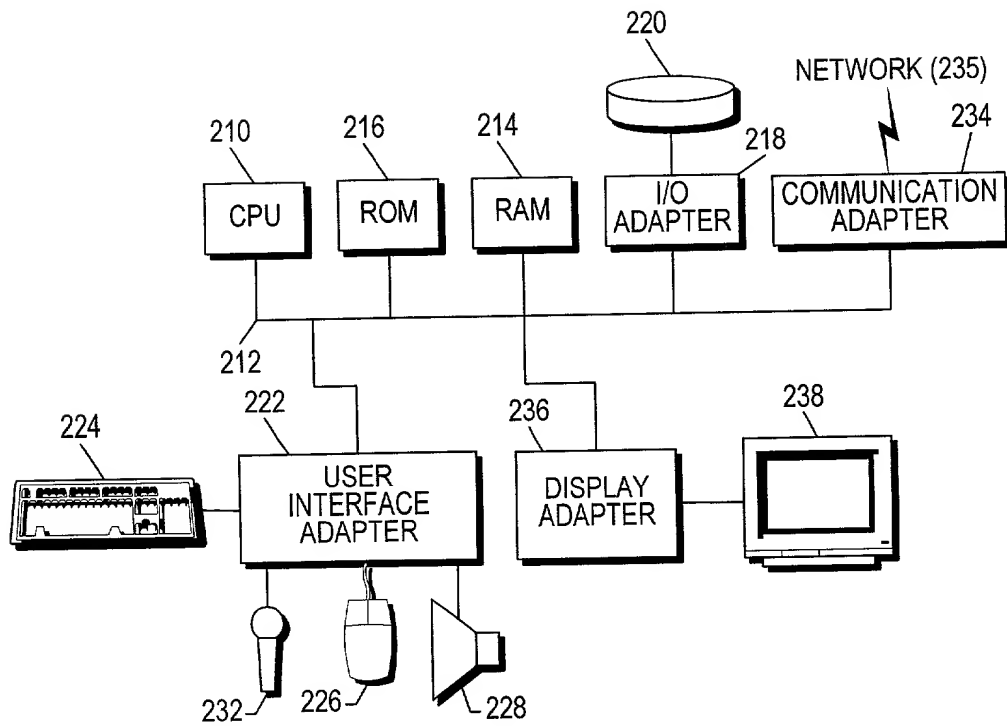 220
NETWORK (235)
210
216
214
218
234
CPU
ROM
RAM
I/O
ADAPTER
COMMUNICATION
ADAPTER
212
222
236
238
224
USER
INTERFACE
ADAPTER
DISPLAY
ADAPTER
232
226
228